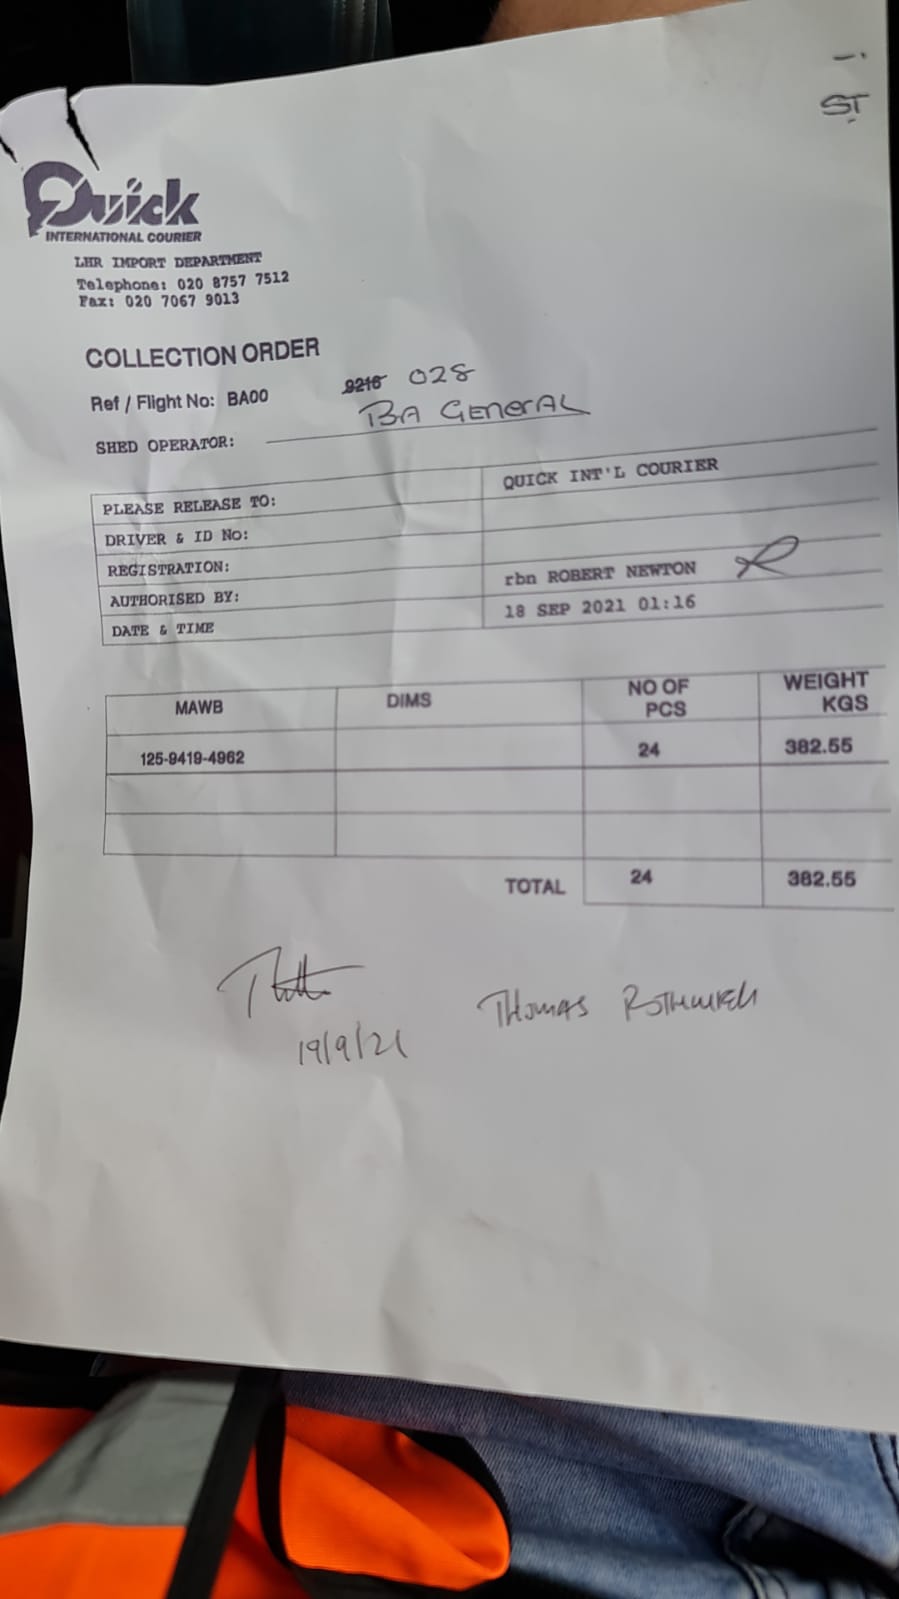 ST
Quick
INTERNATIONAL COURIER
LHR IMPORT DEPARTMENT
Telephone: 020 8757 7512
Fax: 020 7067 9013
COLLECTION ORDER
Ref / Flight No: BA00 9216 028
SHED OPERATOR: BA GENERAL
PLEASE RELEASE TO: QUICK INT'L COURIER
DRIVER & ID No:
REGISTRATION:
AUTHORISED BY: rbn ROBERT NEWTON
DATE & TIME 18 SEP 2021 01:16
MAWB DIMS NO OF PCS WEIGHT KGS
125-9419-4962 24 382.55
TOTAL 24 382.55
THOMAS
19/9/21